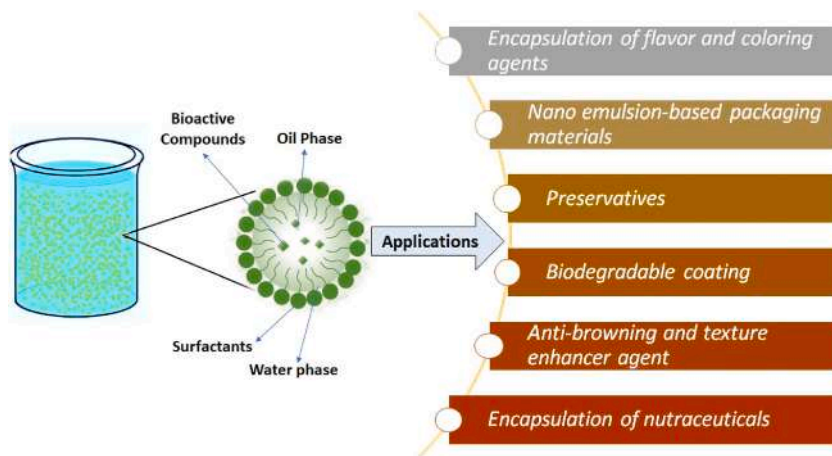 Bioactive
Compounds
Oil Phase
Surfactants
Water phase
Applications
Encapsulation of flavor and coloring
agents
Nano emulsion-based packaging
materials
Preservatives
Biodegradable coating
Anti-browning and texture
enhancer agent
Encapsulation of nutraceuticals